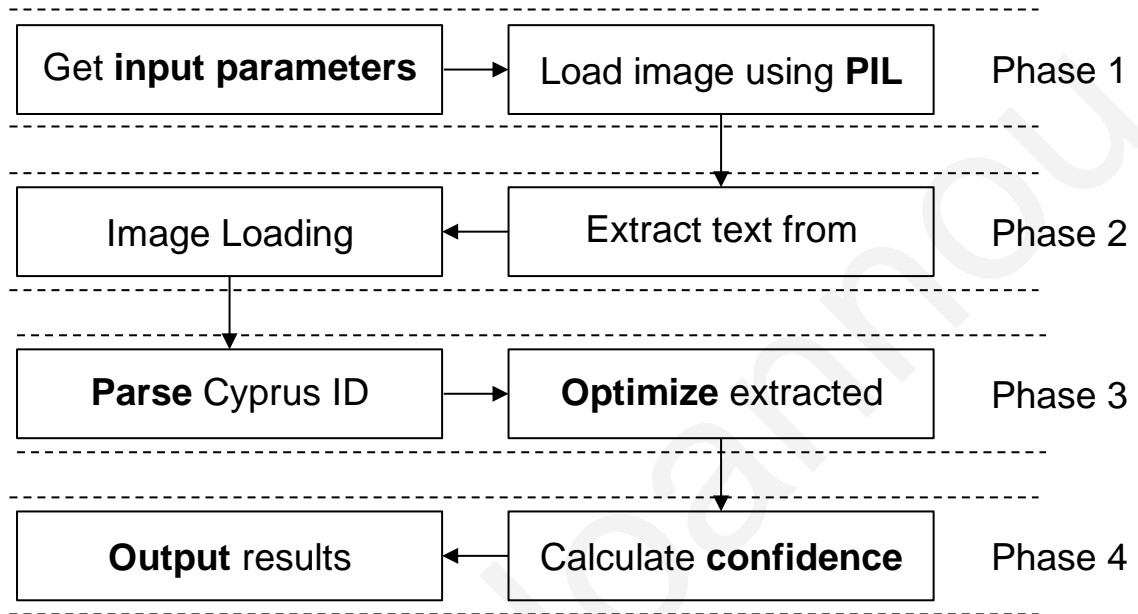 Get input parameters
Load image using PIL
Phase 1
Image Loading
Extract text from
Phase 2
Parse Cyprus ID
Optimize extracted
Phase 3
Output results
Calculate confidence
Phase 4